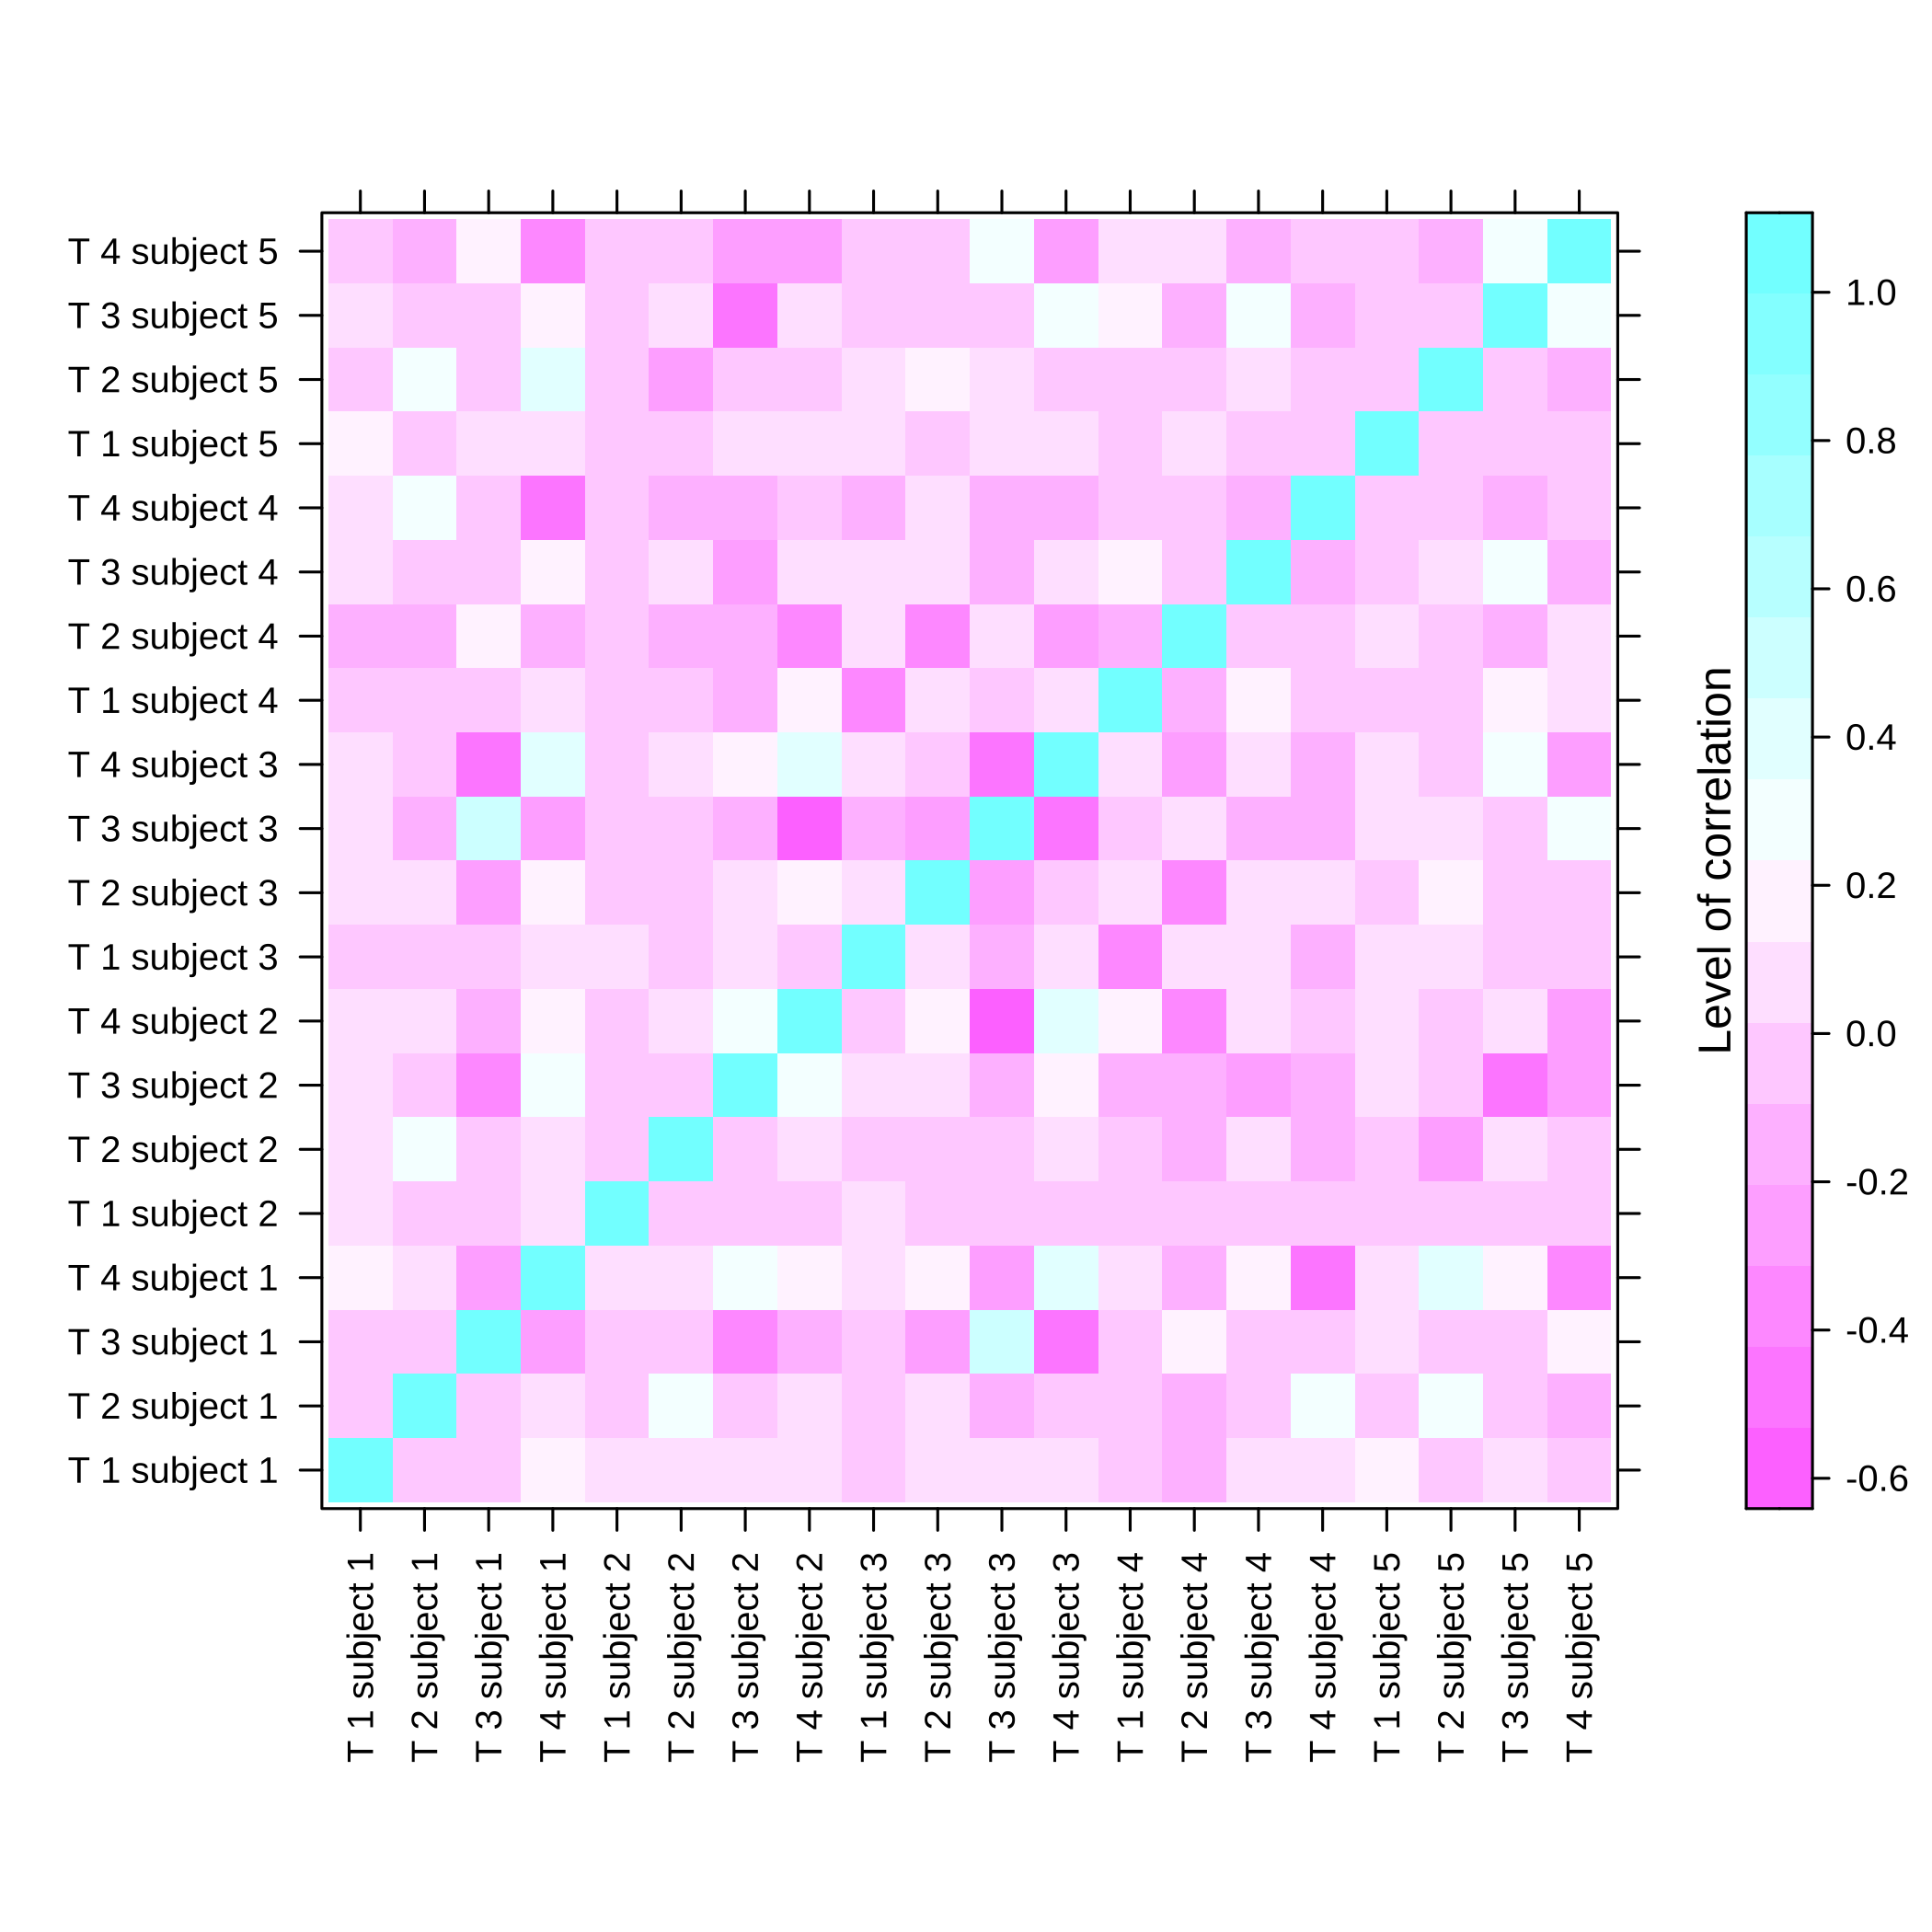 T 4 subject 5
T 3 subject 5
T 2 subject 5
T 1 subject 5
T 4 subject 4
T 3 subject 4
T 2 subject 4
T 1 subject 4
T 4 subject 3
T 3 subject 3
T 2 subject 3
T 1 subject 3
T 4 subject 2
T 3 subject 2
T 2 subject 2
T 1 subject 2
T 4 subject 1
T 3 subject 1
T 2 subject 1
T 1 subject 1
T 1 subject 1
T 2 subject 1
T 3 subject 1
T 4 subject 1
T 1 subject 2
T 2 subject 2
T 3 subject 2
T 4 subject 2
T 1 subject 3
T 2 subject 3
T 3 subject 3
T 4 subject 3
T 1 subject 4
T 2 subject 4
T 3 subject 4
T 4 subject 4
T 1 subject 5
T 2 subject 5
T 3 subject 5
T 4 subject 5
Level of correlation
1.0
0.8
0.6
0.4
0.2
0.0
-0.2
-0.4
-0.6